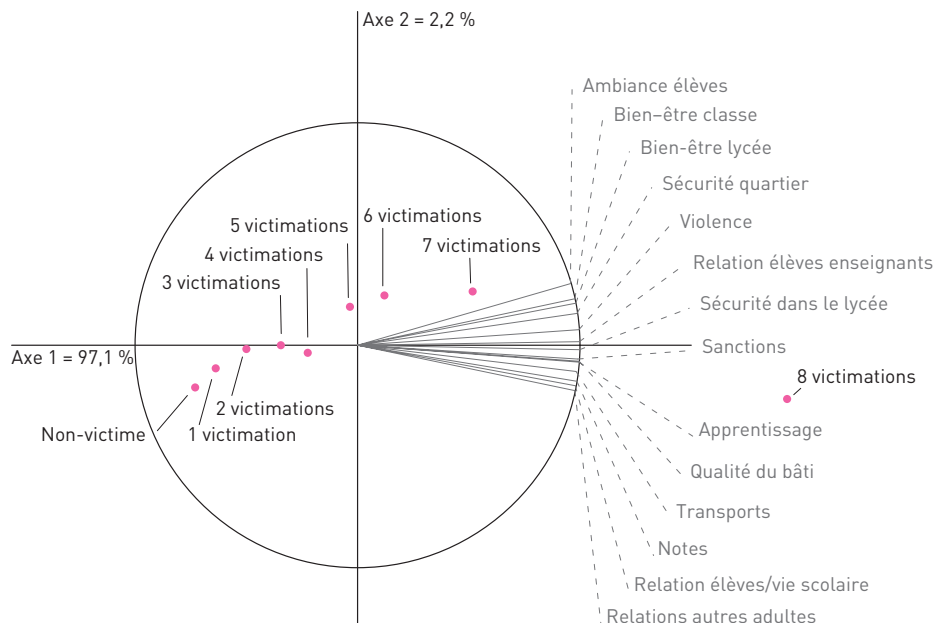 Axe 2 = 2,2 %
Ambiance élèves
Bien–être classe
Bien-être lycée
Sécurité quartier
Violence
Relation élèves enseignants
Sécurité dans le lycée
Sanctions
5 victimations
6 victimations
4 victimations
7 victimations
3 victimations
Axe 1 = 97,1 %
8 victimations
2 victimations
Non-victime
1 victimation
Apprentissage
Qualité du bâti
Transports
Notes
Relation élèves/vie scolaire
Relations autres adultes